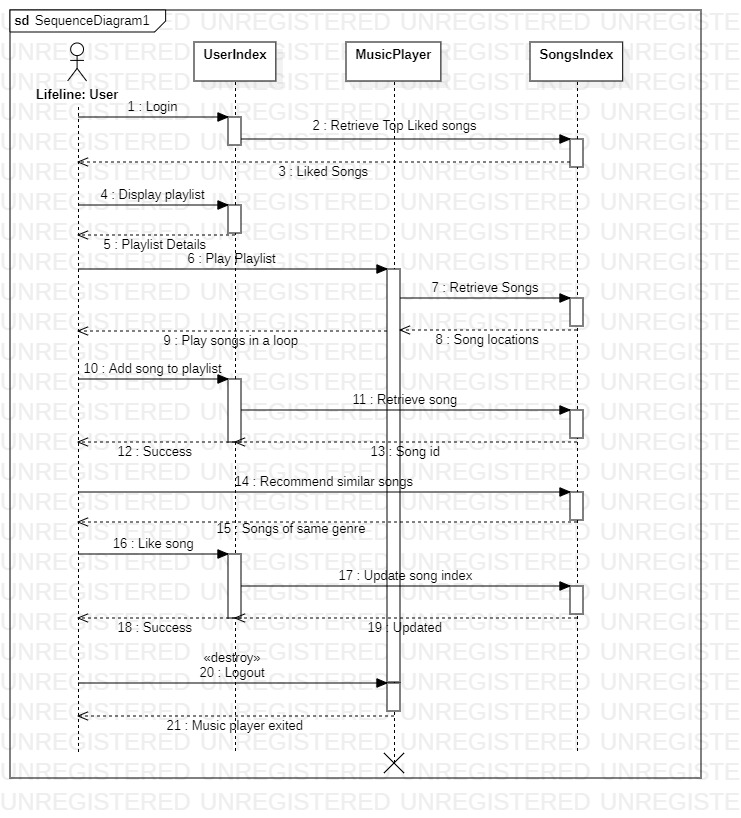 sd SequenceDiagram1
UserIndex
MusicPlayer
SongsIndex
Lifeline: User
1 : Login
2 : Retrieve Top Liked songs
3 : Liked Songs
4 : Display playlist
5 : Playlist Details
6 : Play Playlist
7 : Retrieve Songs
8 : Song locations
9 : Play songs in a loop
10 : Add song to playlist
11 : Retrieve song
12 : Success
13 : Song id
14 : Recommend similar songs
15 : Songs of same genre
16 : Like song
17 : Update song index
18 : Success
19 : Updated
«destroy»
20 : Logout
21 : Music player exited
UNREGISTERED UNREGISTERED UNREGISTERED UNREGISTE